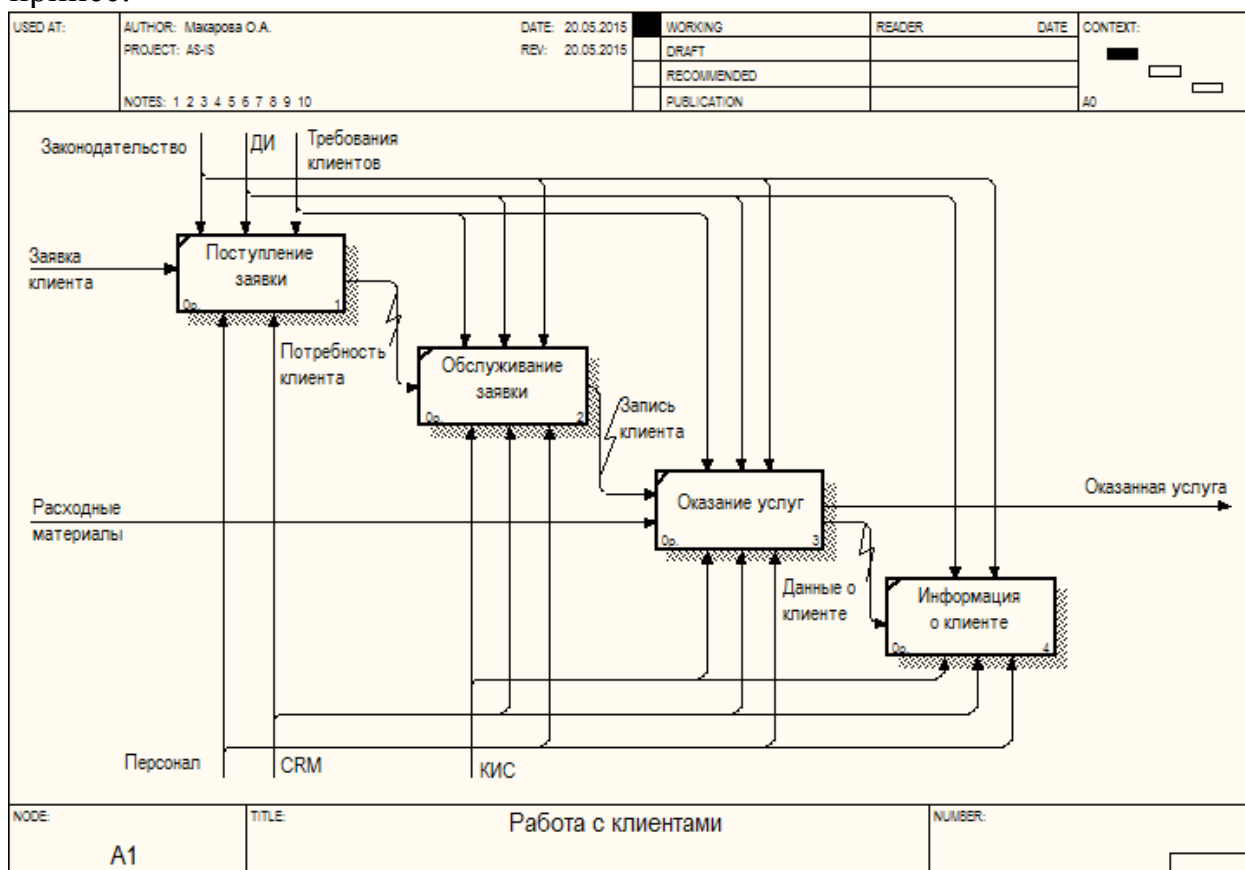 USED AT:
AUTHOR: Макарова О.А.
DATE: 20.05.2015
PROJECT: AS-IS
REV: 20.05.2015
NOTES: 1 2 3 4 5 6 7 8 9 10
WORKING
DRAFT
RECOMMENDED
PUBLICATION
READER
DATE
CONTEXT:
A0
Законодательство
ДИ
Требования
клиентов
Заявка
клиента
Поступление
заявки
0р.
1
Потребность
клиента
Обслуживание
заявки
0р.
2
Запись
клиента
Расходные
материалы
Оказание услуг
0р.
3
Оказанная услуга
Данные о
клиенте
Информация
о клиенте
0р.
4
Персонал
CRM
КИС
NODE:
A1
TITLE:
Работа с клиентами
NUMBER: